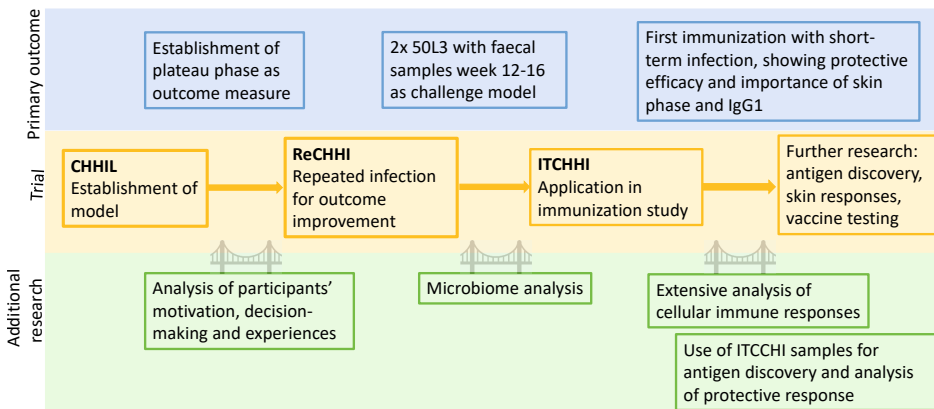 Primary outcome
Establishment of
plateau phase as
outcome measure
2x 50L3 with faecal
samples week 12-16
as challenge model
First immunization with short-
term infection, showing protective
efficacy and importance of skin
phase and IgG1
Trial
CHHIL
Establishment of
model
ReCHHI
Repeated infection
for outcome
improvement
ITCHHI
Application in
immunization study
Further research:
antigen discovery,
skin responses,
vaccine testing
Additional
research
Analysis of participants’
motivation, decision-
making and experiences
Microbiome analysis
Extensive analysis of
cellular immune responses
Use of ITCCHI samples for
antigen discovery and analysis
of protective response